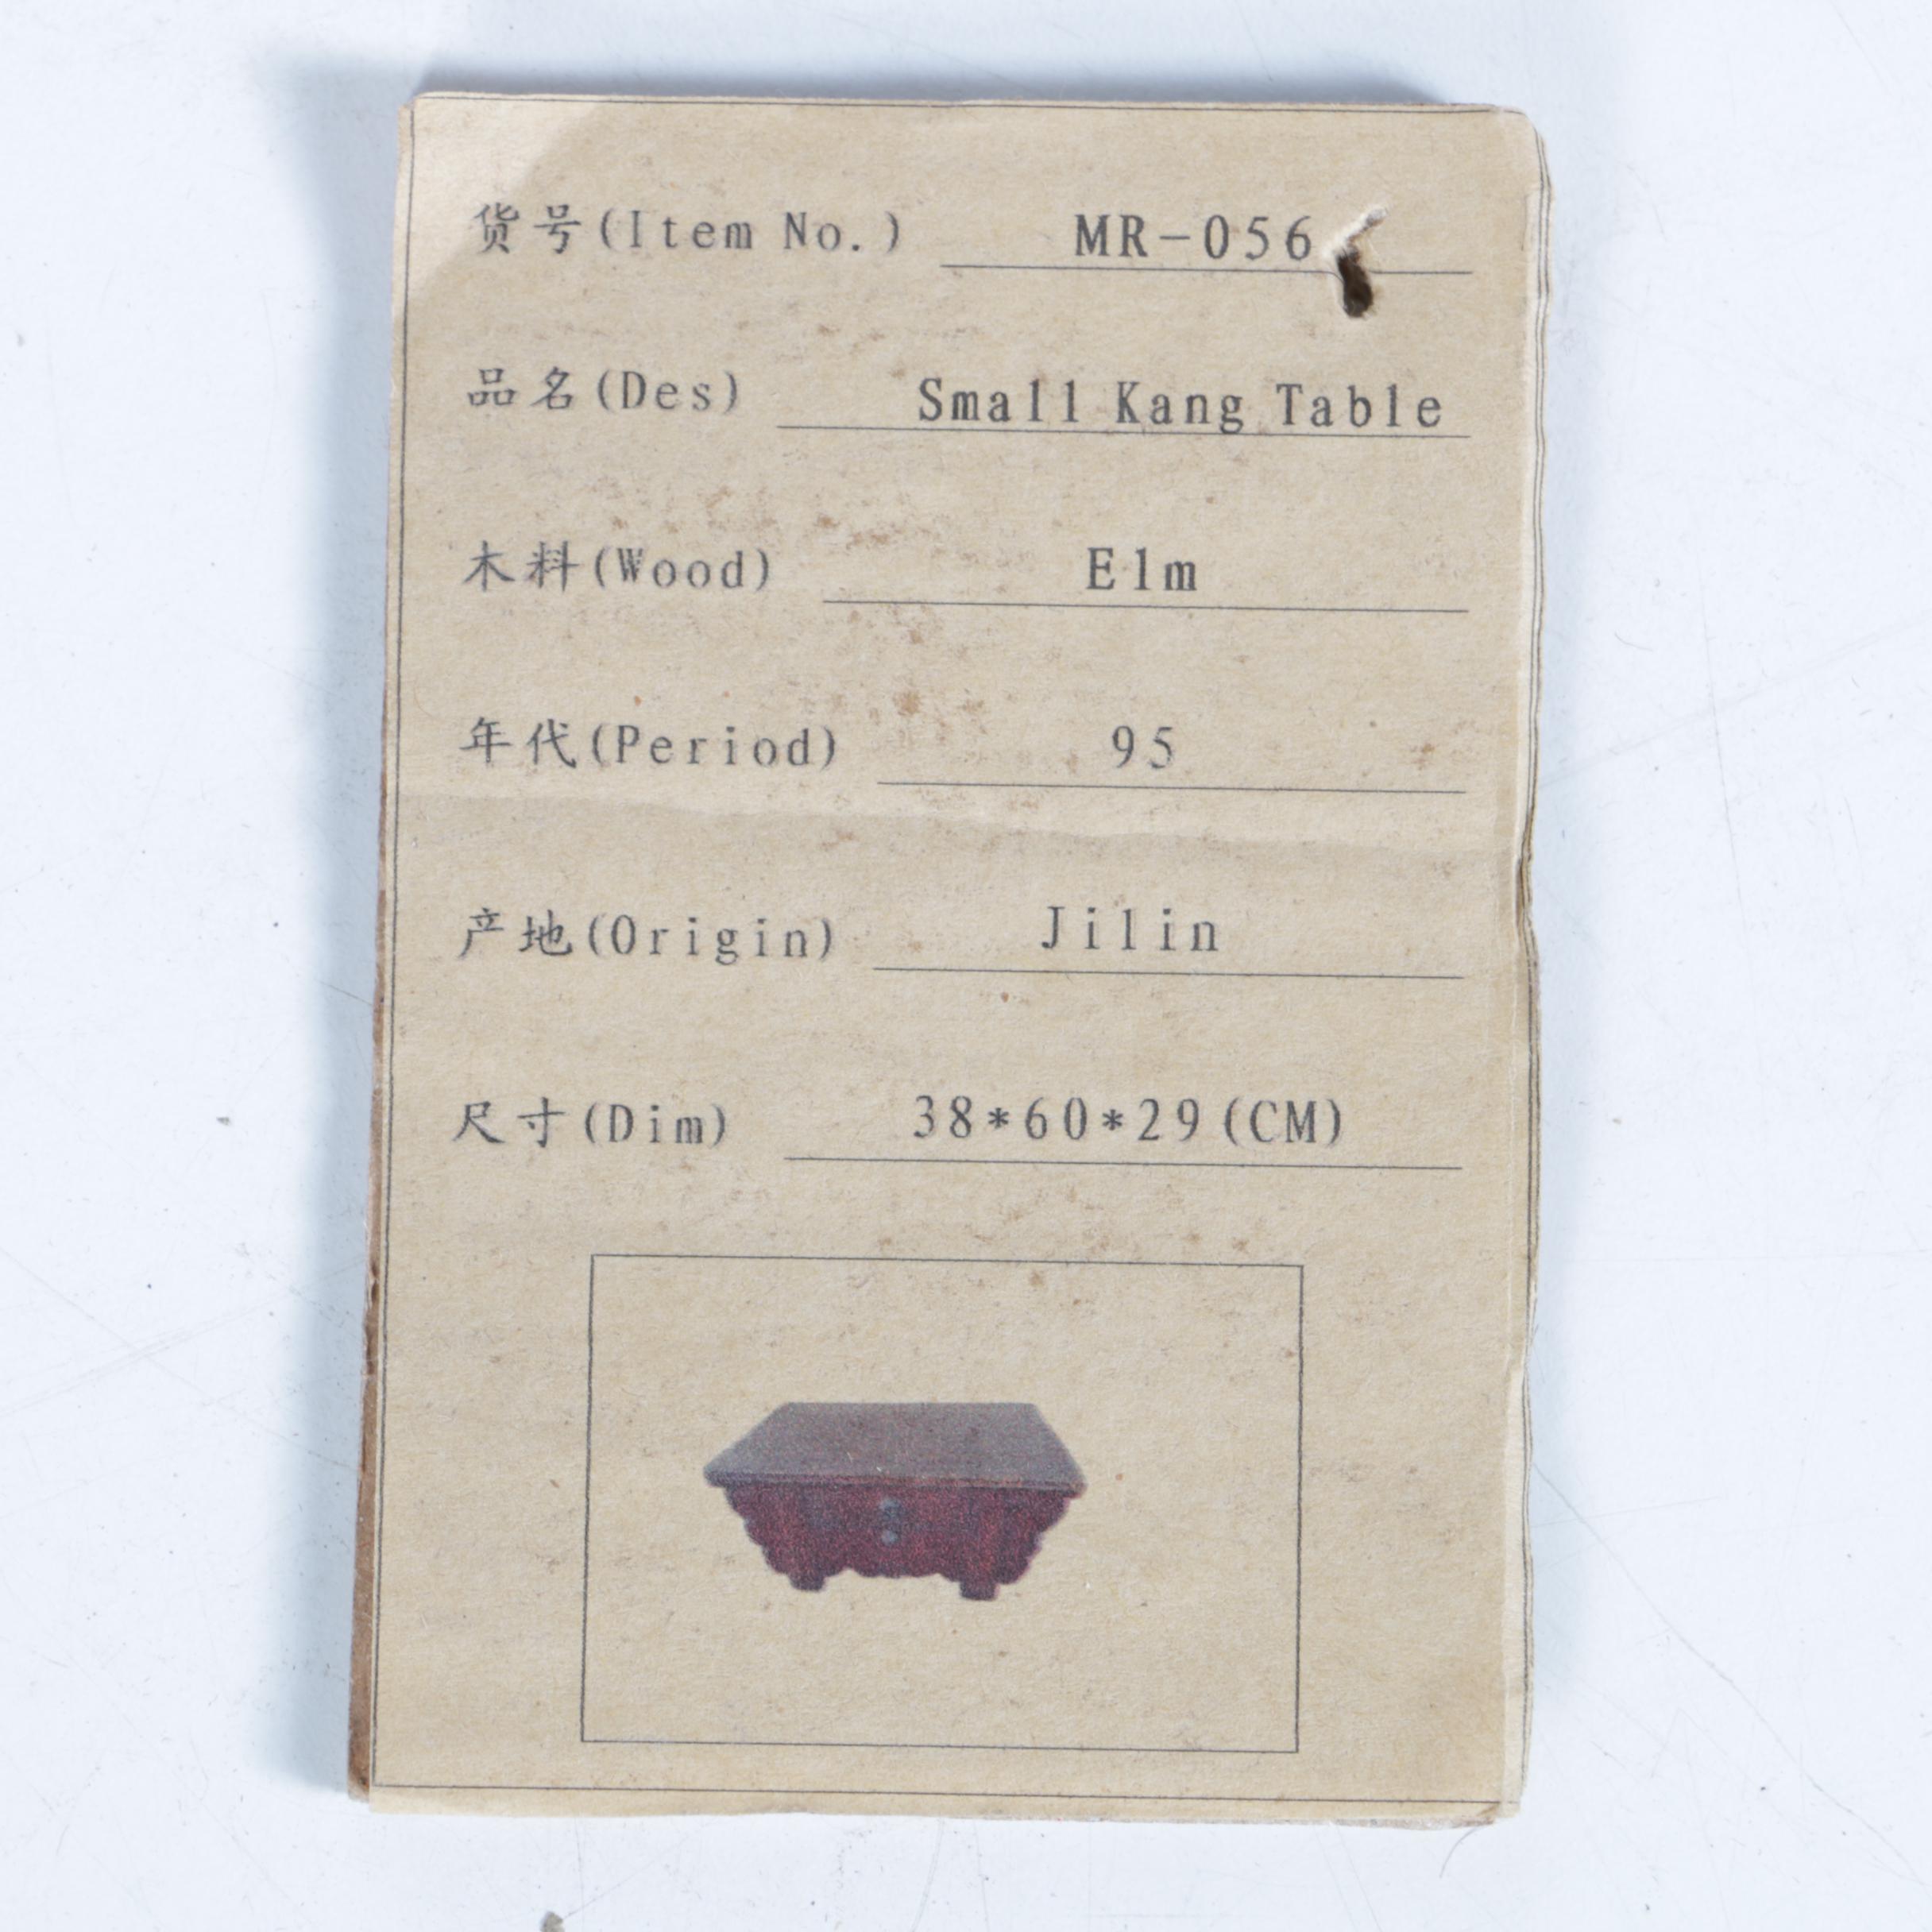 货号(Item No.) MR-056
品名(Des) Small Kang Table
木料(Wood) Elm
年代(Period) 95
产地(Origin) Jilin
尺寸(Dim) 38*60*29(CM)